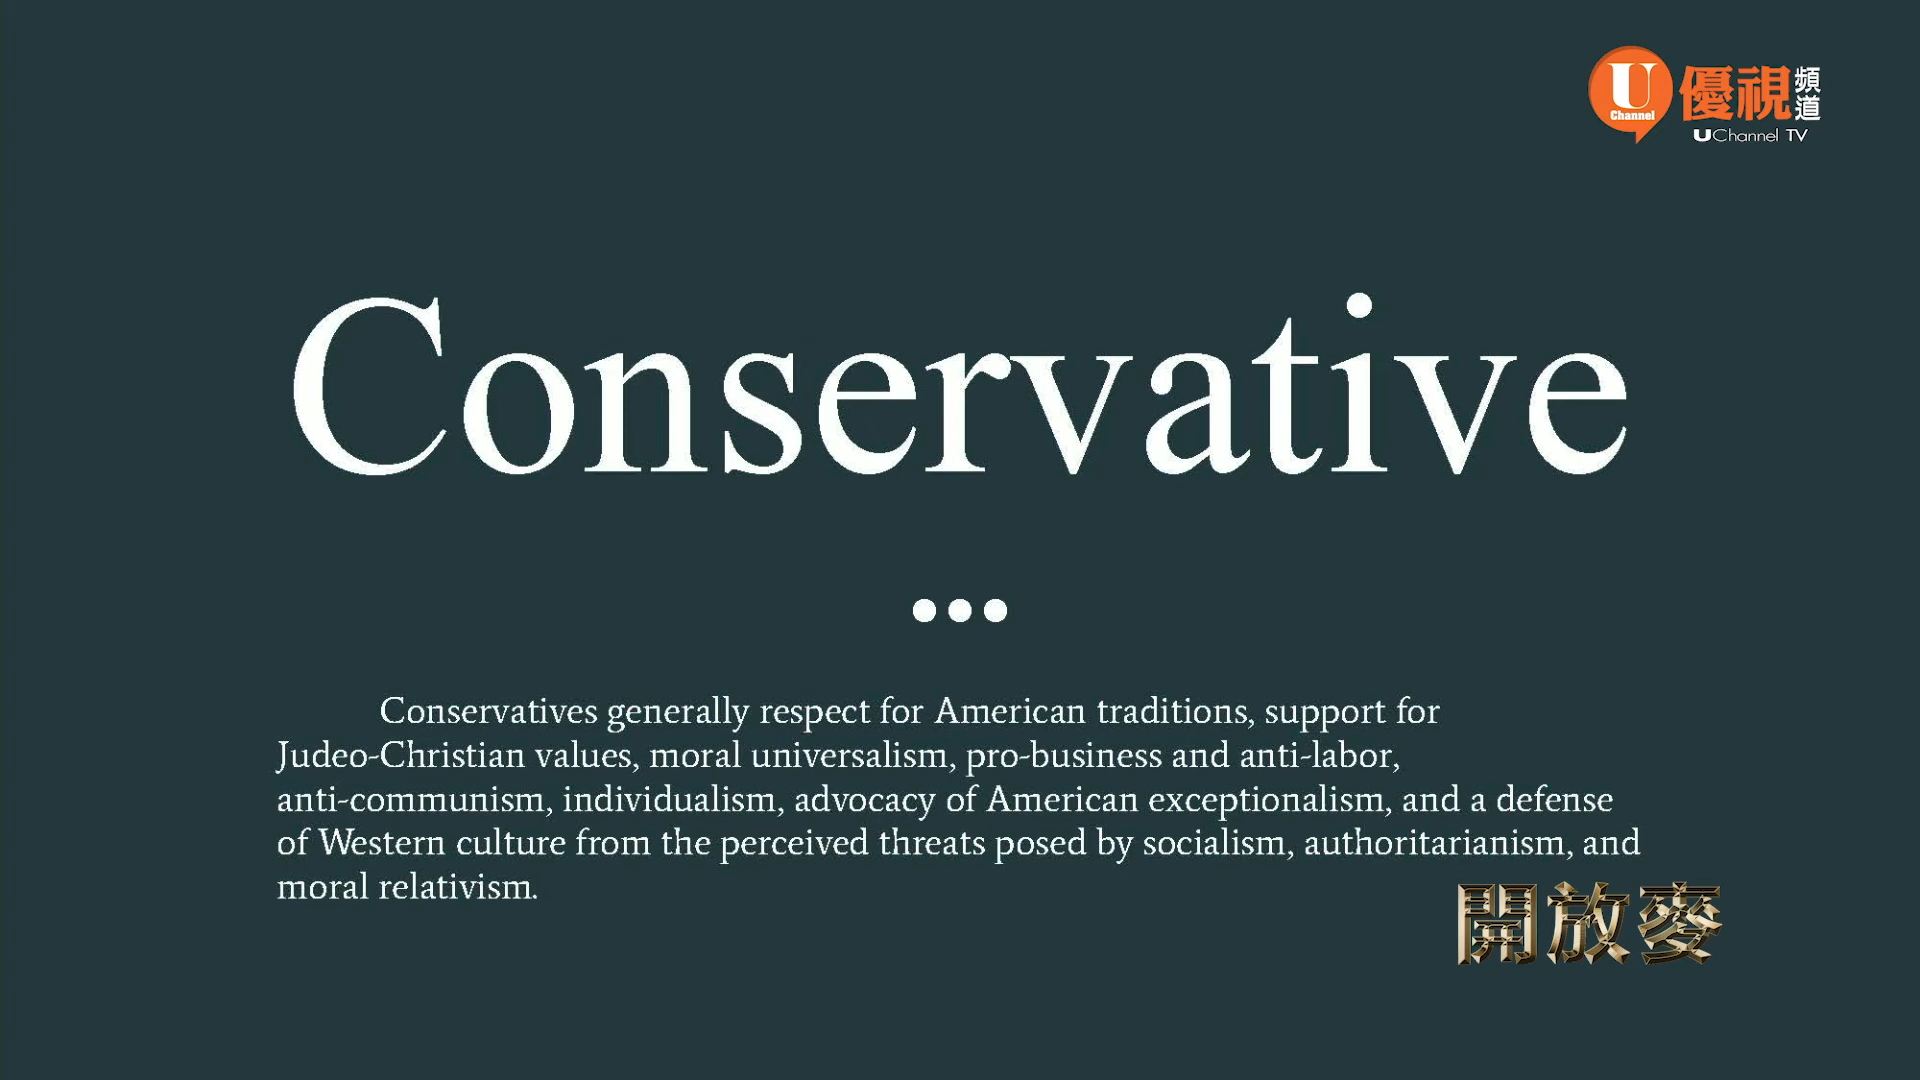 U
Channel
優視
頻道
UChannel TV
Conservative
•••
Conservatives generally respect for American traditions, support for
Judeo-Christian values, moral universalism, pro-business and anti-labor,
anti-communism, individualism, advocacy of American exceptionalism, and a defense
of Western culture from the perceived threats posed by socialism, authoritarianism, and
moral relativism.
開放麥